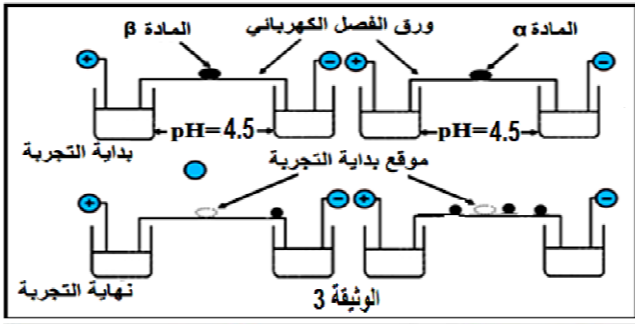 المادة β ورق الفصل الكهربائي المادة α
+ − + −
pH=4.5 pH=4.5
بداية التجربة
موقع بداية التجربة
+ − + −
نهاية التجربة
الوثيقة 3